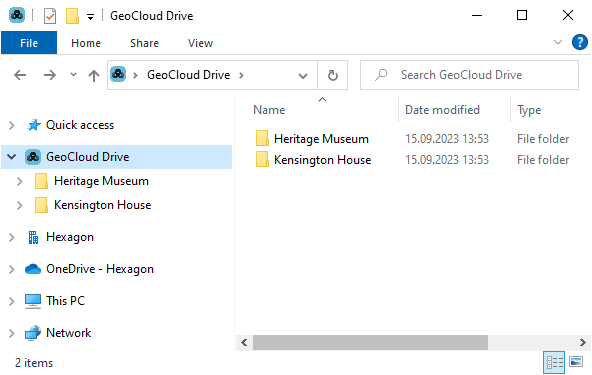 GeoCloud Drive
File Home Share View
GeoCloud Drive
Search GeoCloud Drive
Name Date modified Type
Quick access
GeoCloud Drive
Heritage Museum
Kensington House
Hexagon
OneDrive - Hexagon
This PC
Network
Heritage Museum 15.09.2023 13:53 File folder
Kensington House 15.09.2023 13:53 File folder
2 items